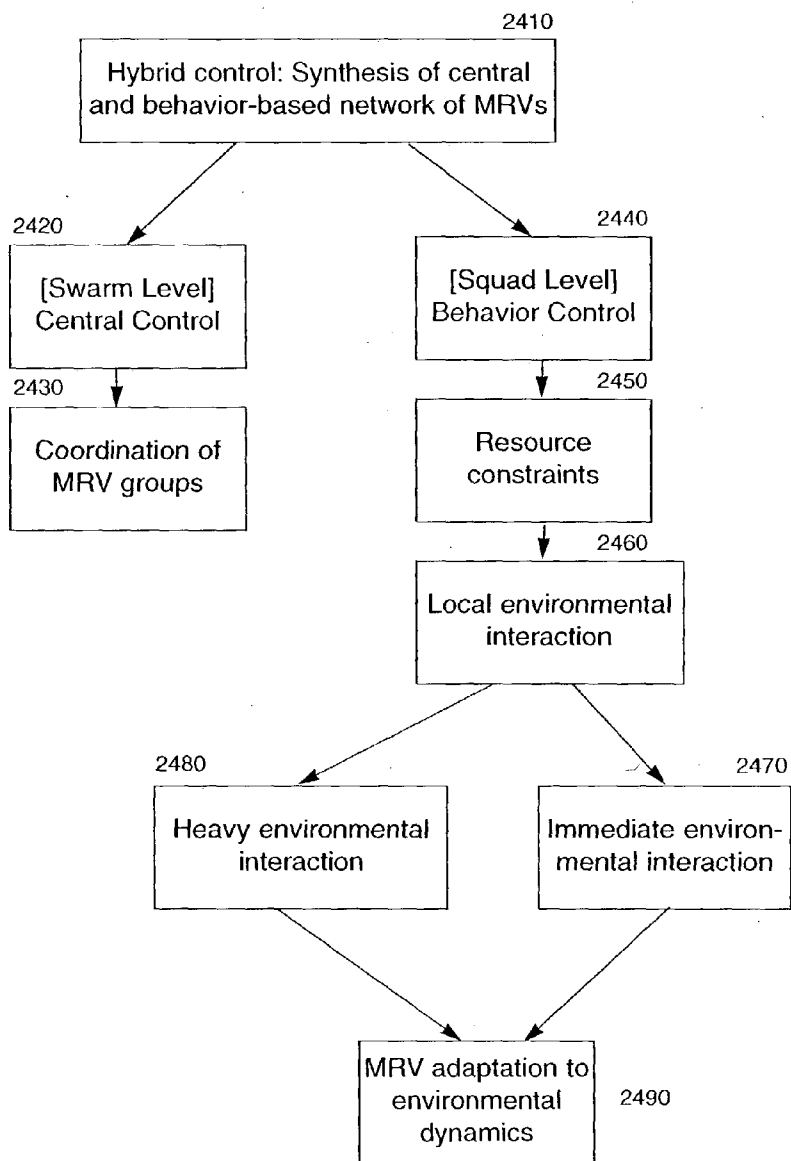 2410
Hybrid control: Synthesis of central
and behavior-based network of MRVs
2420
[Swarm Level]
Central Control
2440
[Squad Level]
Behavior Control
2430
Coordination of
MRV groups
2450
Resource
constraints
2460
Local environmental
interaction
2480
Heavy environmental
interaction
2470
Immediate environ-
mental interaction
MRV adaptation to
environmental
dynamics
2490